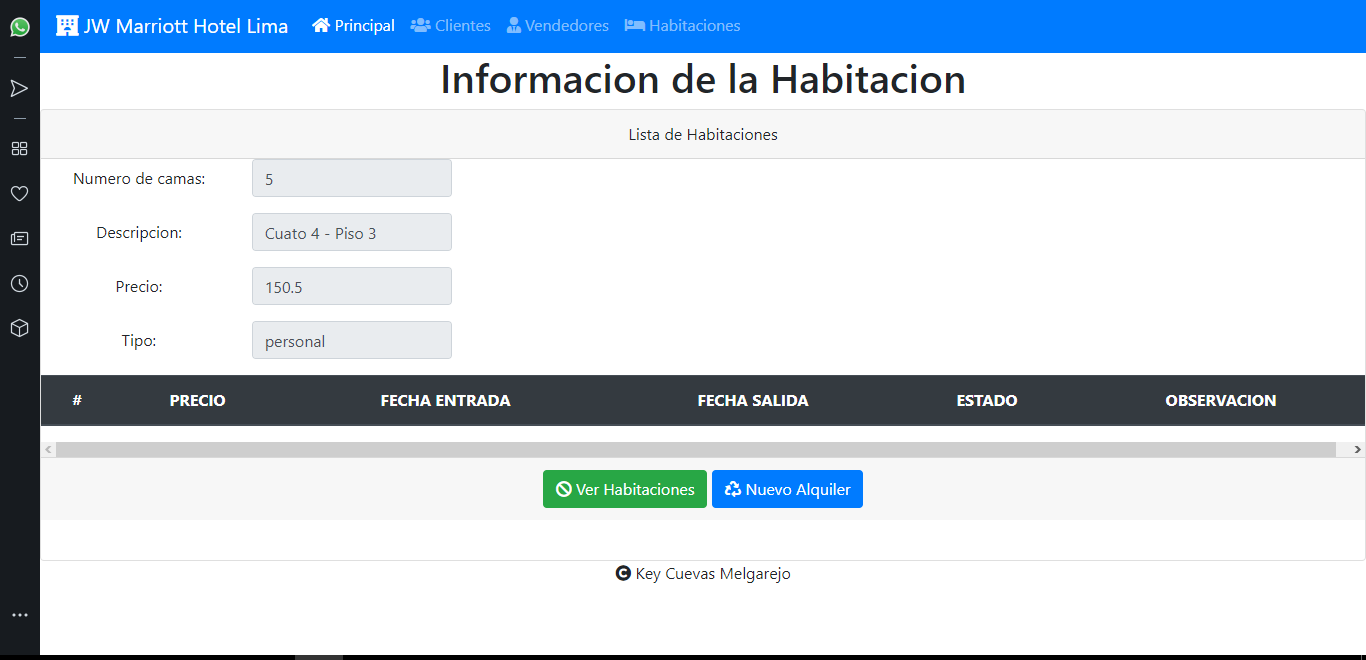 JW Marriott Hotel Lima Principal Clientes Vendedores Habitaciones
Informacion de la Habitacion
Lista de Habitaciones
Numero de camas: 5
Descripcion: Cuato 4 - Piso 3
Precio: 150.5
Tipo: personal
# PRECIO FECHA ENTRADA FECHA SALIDA ESTADO OBSERVACION
Ver Habitaciones Nuevo Alquiler
Key Cuevas Melgarejo